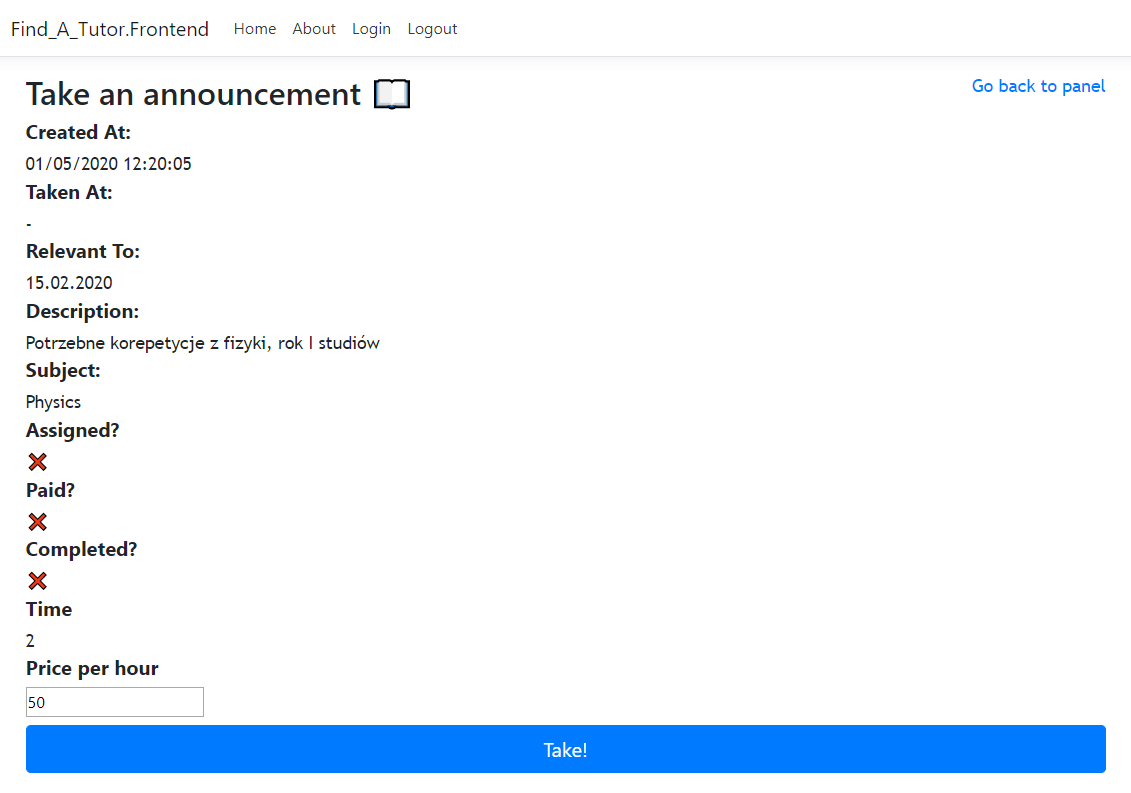 Find_A_Tutor.Frontend Home About Login Logout
Take an announcement
Go back to panel
Created At:
01/05/2020 12:20:05
Taken At:
-
Relevant To:
15.02.2020
Description:
Potrzebne korepetycje z fizyki, rok I studiów
Subject:
Physics
Assigned?
Paid?
Completed?
Time
2
Price per hour
50
Take!